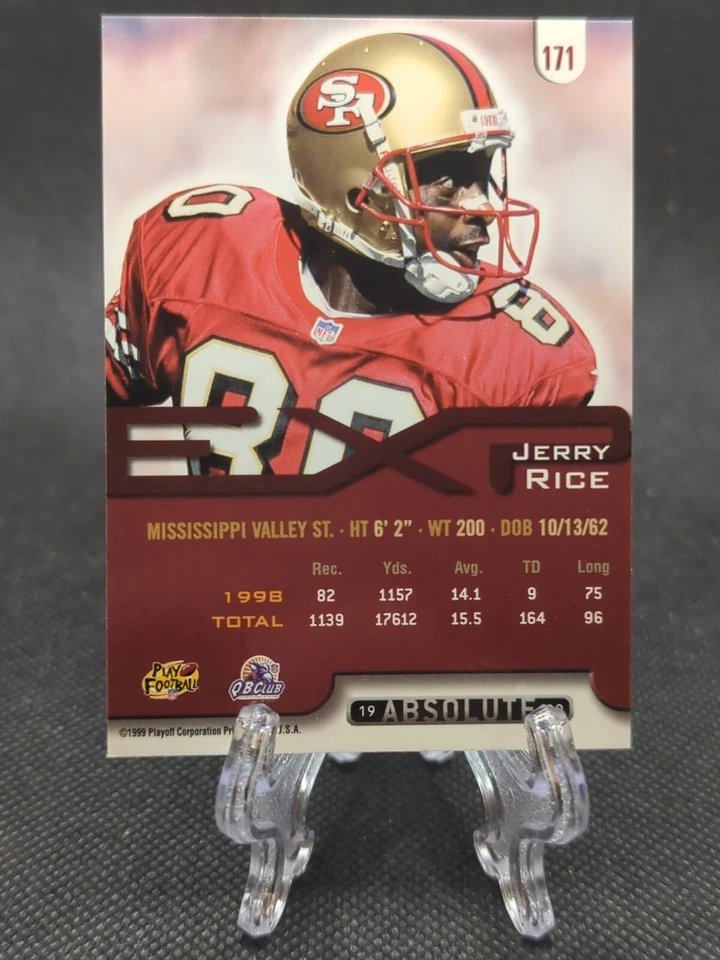 171
SF
80
NFL
80
80
EXP
JERRY
RICE
MISSISSIPPI VALLEY ST. · HT 6' 2" · WT 200 · DOB 10/13/62
Rec. Yds. Avg. TD Long
1998 82 1157 14.1 9 75
TOTAL 1139 17612 15.5 164 96
PLAY
FOOTBALL
QB CLUB
19 ABSOLUTE
©1999 Playoff Corporation U.S.A.